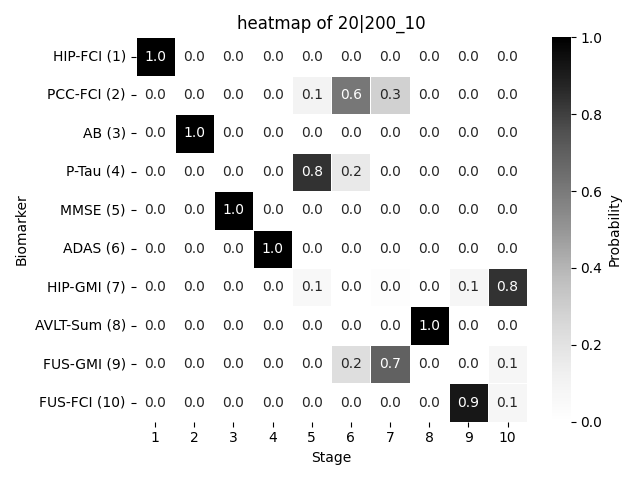 heatmap of 20|200_10
HIP-FCI (1) 1.0 0.0 0.0 0.0 0.0 0.0 0.0 0.0 0.0 0.0
PCC-FCI (2) 0.0 0.0 0.0 0.0 0.1 0.6 0.3 0.0 0.0 0.0
AB (3) 0.0 1.0 0.0 0.0 0.0 0.0 0.0 0.0 0.0 0.0
P-Tau (4) 0.0 0.0 0.0 0.0 0.8 0.2 0.0 0.0 0.0 0.0
MMSE (5) 0.0 0.0 1.0 0.0 0.0 0.0 0.0 0.0 0.0 0.0
ADAS (6) 0.0 0.0 0.0 1.0 0.0 0.0 0.0 0.0 0.0 0.0
HIP-GMI (7) 0.0 0.0 0.0 0.0 0.1 0.0 0.0 0.0 0.1 0.8
AVLT-Sum (8) 0.0 0.0 0.0 0.0 0.0 0.0 0.0 1.0 0.0 0.0
FUS-GMI (9) 0.0 0.0 0.0 0.0 0.0 0.2 0.7 0.0 0.0 0.1
FUS-FCI (10) 0.0 0.0 0.0 0.0 0.0 0.0 0.0 0.0 0.9 0.1
1 2 3 4 5 6 7 8 9 10
Stage
Biomarker
1.0
0.8
0.6
0.4
0.2
0.0
Probability